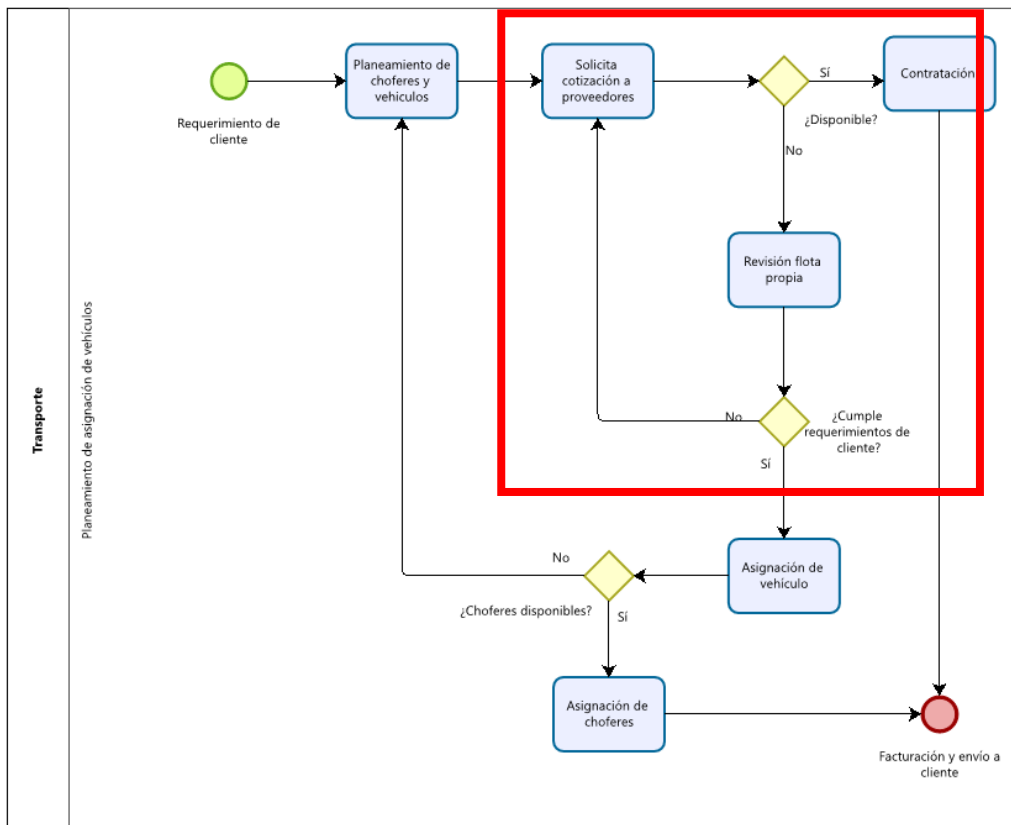 Transporte
Planeamiento de asignación de vehículos
Requerimiento de
cliente
Planeamiento de
choferes y
vehiculos
Solicita
cotización a
proveedores
¿Disponible?
Sí
Contratación
No
Revisión flota
propia
¿Cumple
requerimientos de
cliente?
No
Sí
Asignación de
vehículo
¿Choferes disponibles?
No
Sí
Asignación de
choferes
Facturación y envío a
cliente